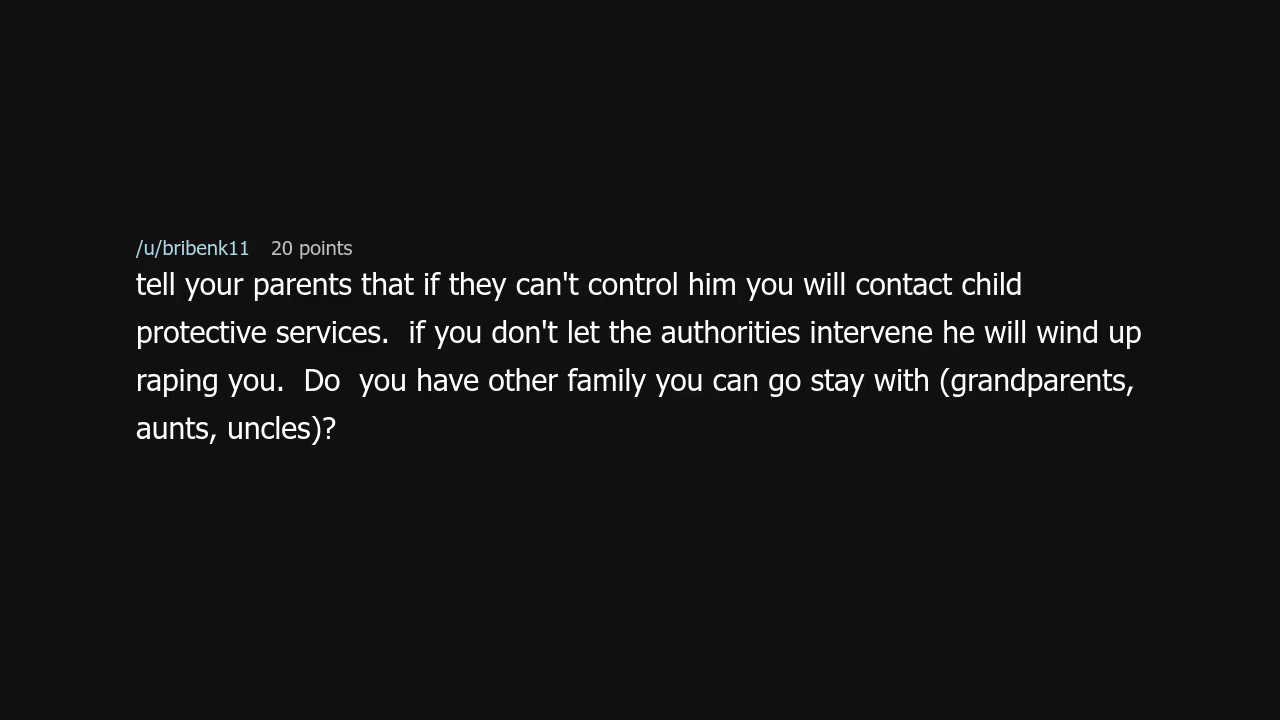 /u/bribenk11 20 points
tell your parents that if they can't control him you will contact child
protective services.  if you don't let the authorities intervene he will wind up
raping you.  Do  you have other family you can go stay with (grandparents,
aunts, uncles)?